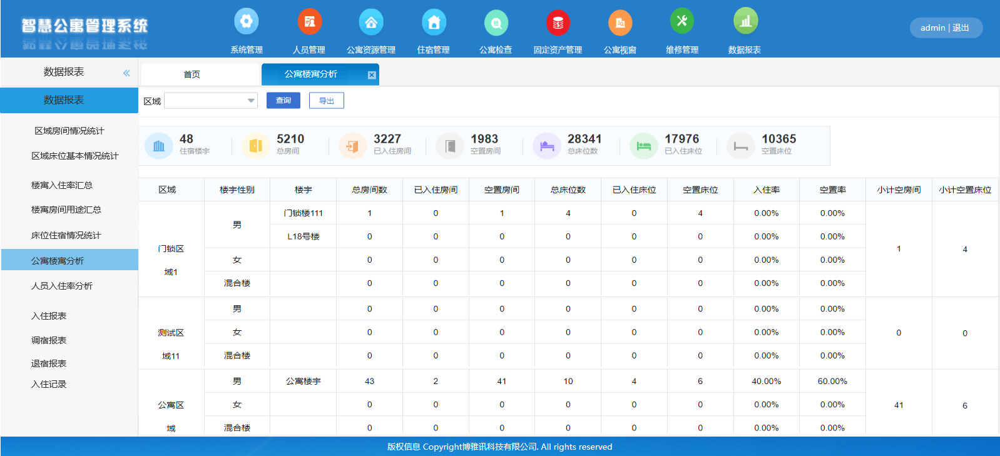 智慧公寓管理系统
系统管理 人员管理 公寓资源管理 住宿管理 公寓检查 固定资产管理 公寓视窗 维修管理 数据报表
admin | 退出
数据报表 «
首页 公寓楼寓分析
数据报表
区域 查询 导出
区域房间情况统计
区域床位基本情况统计
楼寓入住率汇总
楼寓房间用途汇总
床位住宿情况统计
公寓楼寓分析
人员入住率分析
入住报表
调宿报表
退宿报表
入住记录
48 5210 3227 1983 28341 17976 10365
住宿楼宇 总房间 已入住房间 空置房间 总床位数 已入住床位 空置床位
区域 楼宇性别 楼宇 总房间数 已入住房间 空置房间 总床位数 已入住床位 空置床位 入住率 空置率 小计空房间 小计空置床位
门锁区
域1
男 门锁楼111 1 0 1 4 0 4 0.00% 0.00% 1 4
L18号楼 0 0 0 0 0 0 0.00% 0.00%
女 0 0 0 0 0 0 0.00% 0.00%
混合楼 0 0 0 0 0 0 0.00% 0.00%
测试区
域11
男 0 0 0 0 0 0 0.00% 0.00% 0 0
女 0 0 0 0 0 0 0.00% 0.00%
混合楼 0 0 0 0 0 0 0.00% 0.00%
公寓区
域
男 公寓楼宇 43 2 41 10 4 6 40.00% 60.00% 41 6
女 0 0 0 0 0 0 0.00% 0.00%
混合楼 0 0 0 0 0 0 0.00% 0.00%
版权信息 Copyright博雅讯科技有限公司. All rights reserved